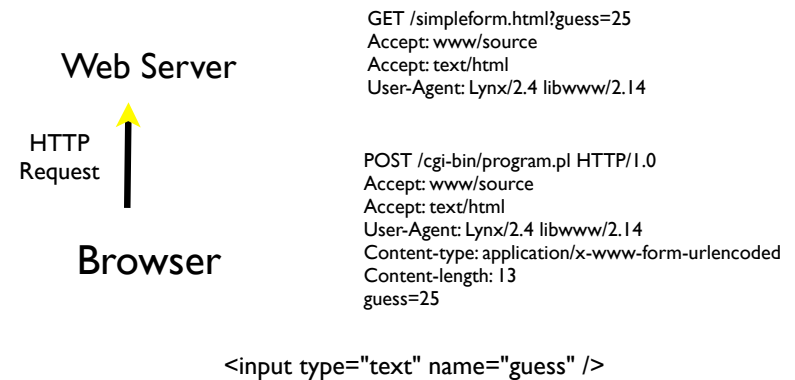 Web Server
HTTP
Request
Browser
GET /simpleform.html?guess=25
Accept: www/source
Accept: text/html
User-Agent: Lynx/2.4 libwww/2.14
POST /cgi-bin/program.pl HTTP/1.0
Accept: www/source
Accept: text/html
User-Agent: Lynx/2.4 libwww/2.14
Content-type: application/x-www-form-urlencoded
Content-length: 13
guess=25
<input type="text" name="guess" />